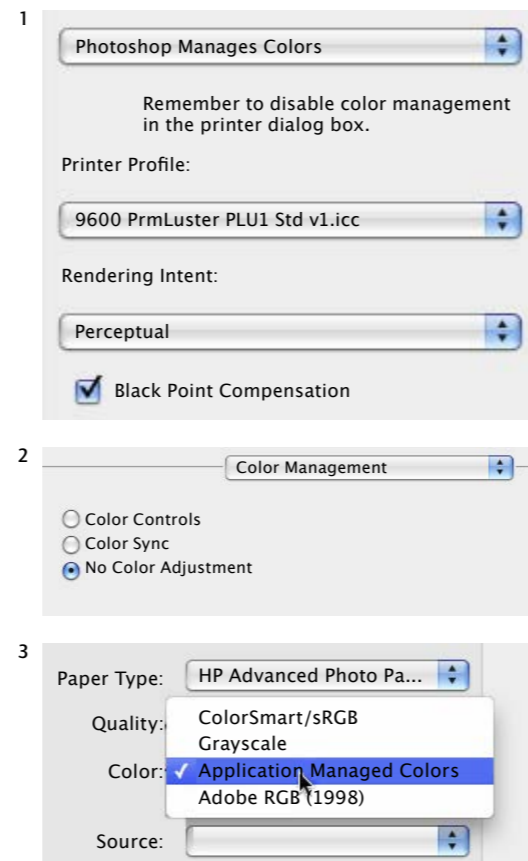 1
Photoshop Manages Colors
Remember to disable color management
in the printer dialog box.
Printer Profile:
9600 PrmLuster PLU1 Std v1.icc
Rendering Intent:
Perceptual
Black Point Compensation
2
Color Management
Color Controls
Color Sync
No Color Adjustment
3
Paper Type: HP Advanced Photo Pa...
Quality: ColorSmart/sRGB
Grayscale
Color: Application Managed Colors
Adobe RGB (1998)
Source: